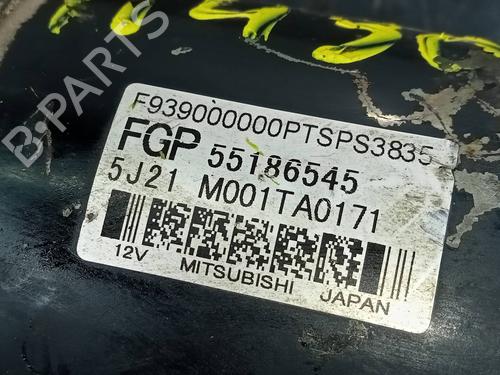 B-PARTS
F939000000PTSPS3835
FGP 55186545
5J21 M001TA0171
12V MITSUBISHI JAPAN